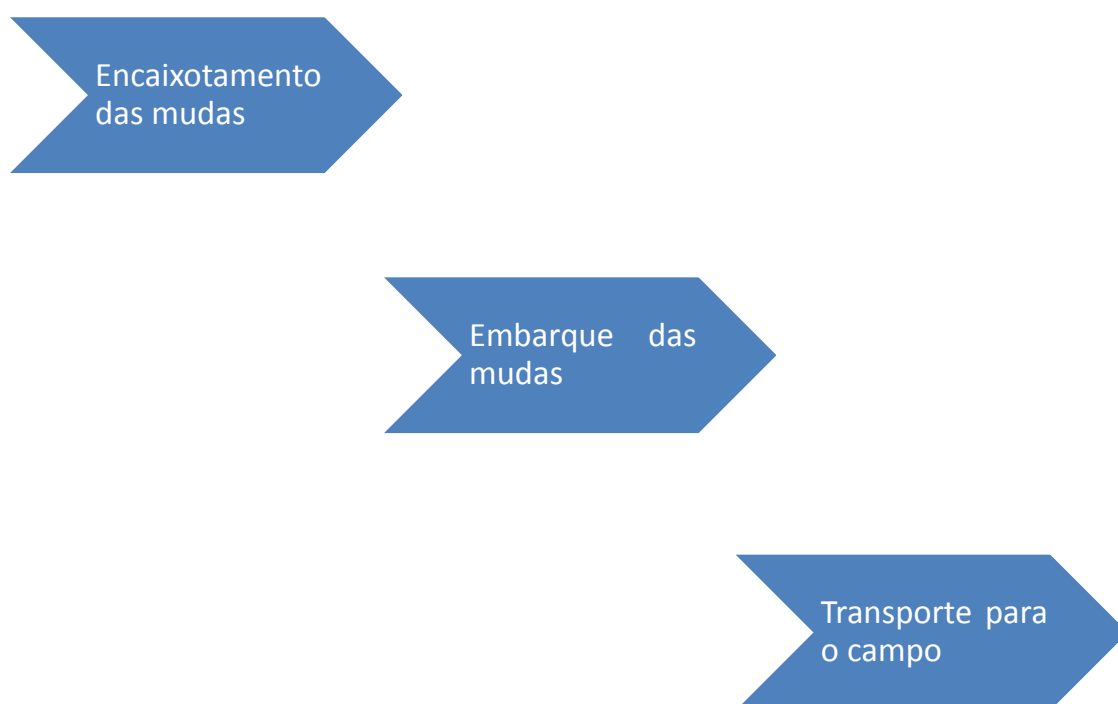 Encaixotamento
das mudas
Embarque das
mudas
Transporte para
o campo